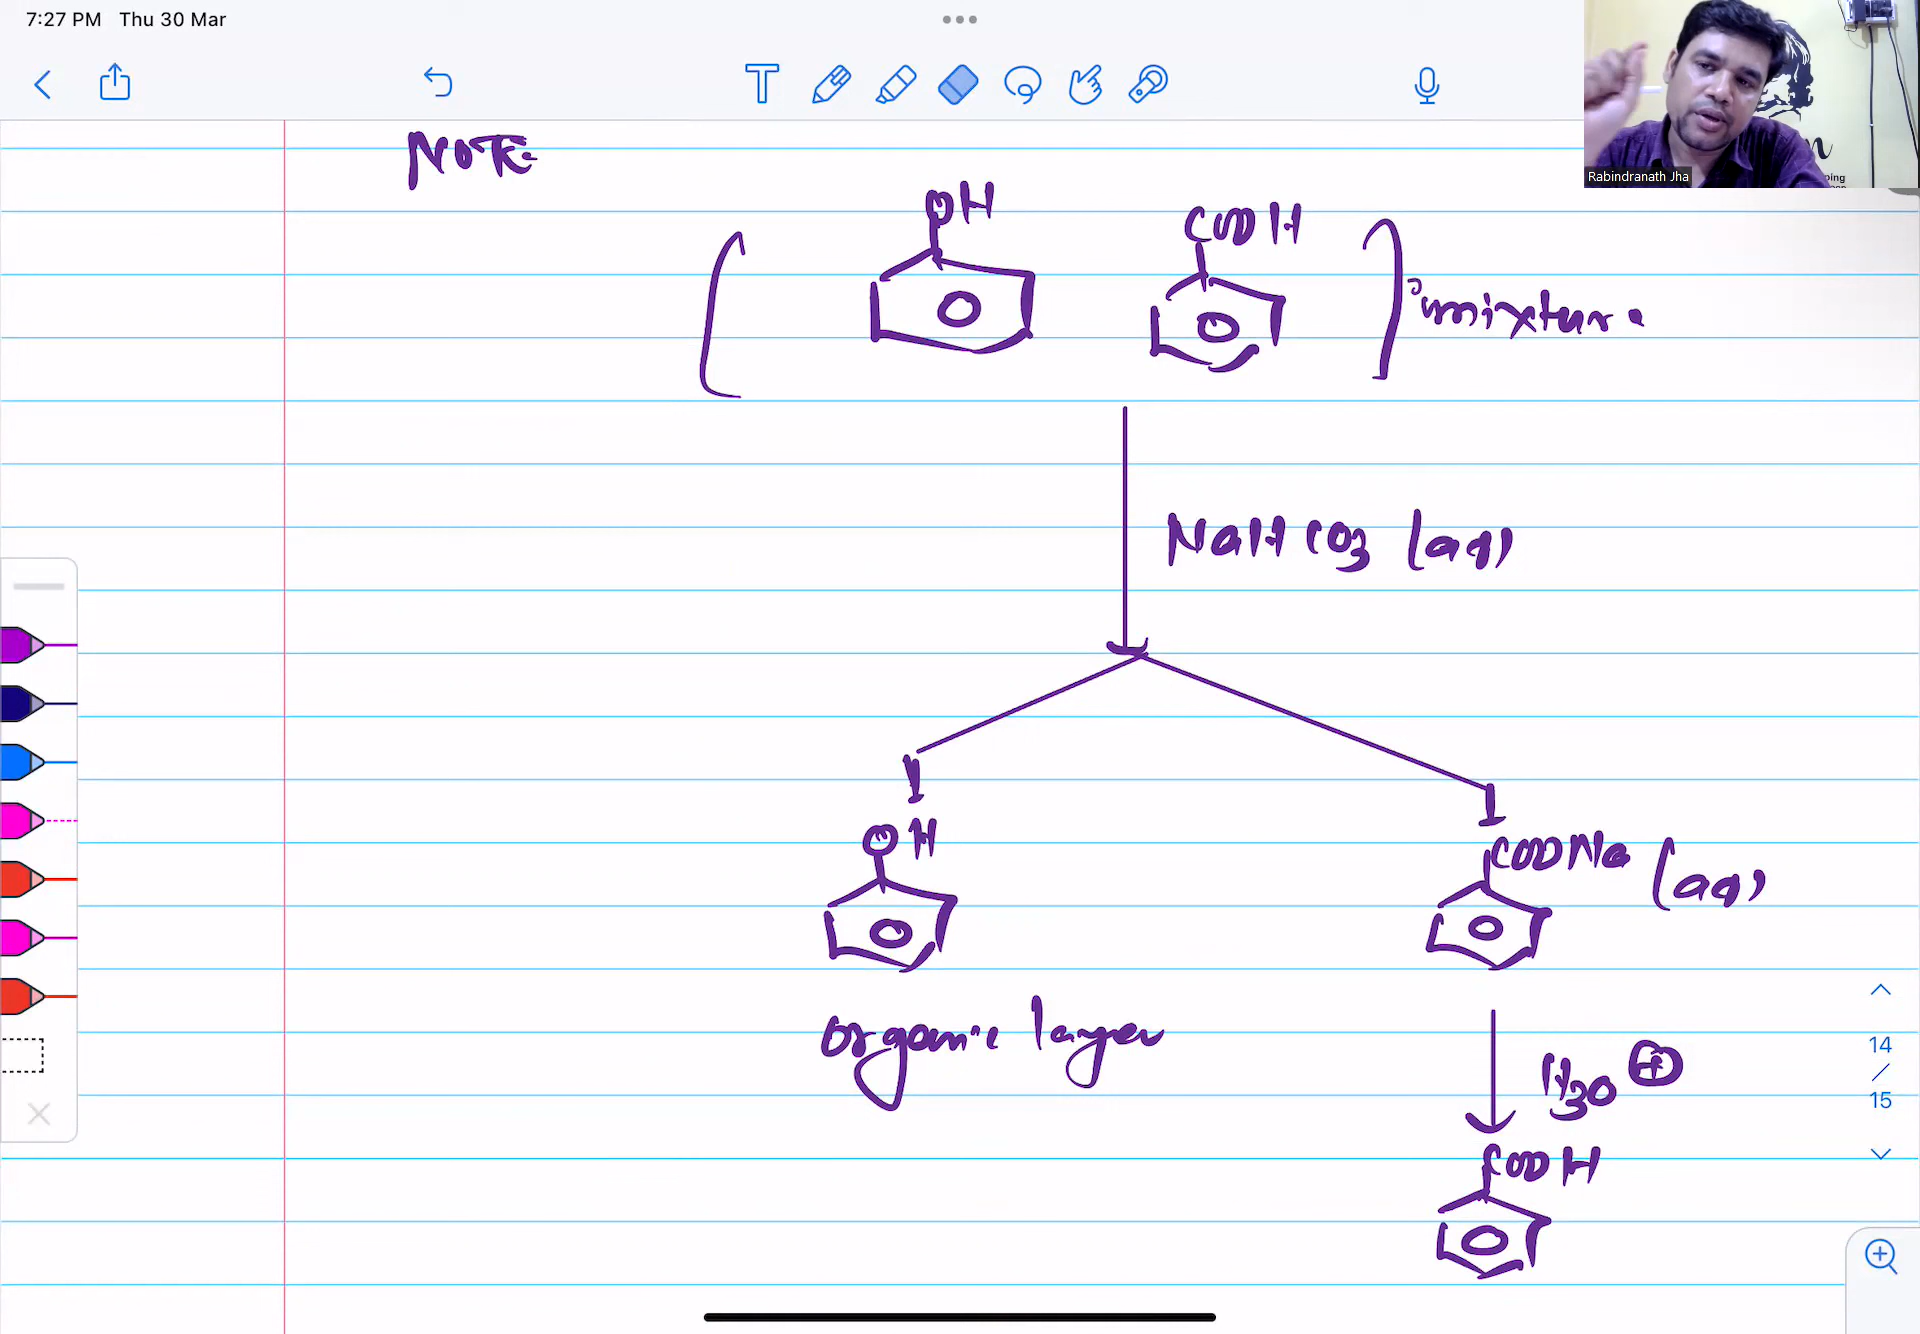 7:27 PM Thu 30 Mar
Rabindranath Jha
NOTE:
OH
COOH
mixture
NaHCO3 (aq)
OH
COONa (aq)
organic layer
H3O +
COOH
14
/
15